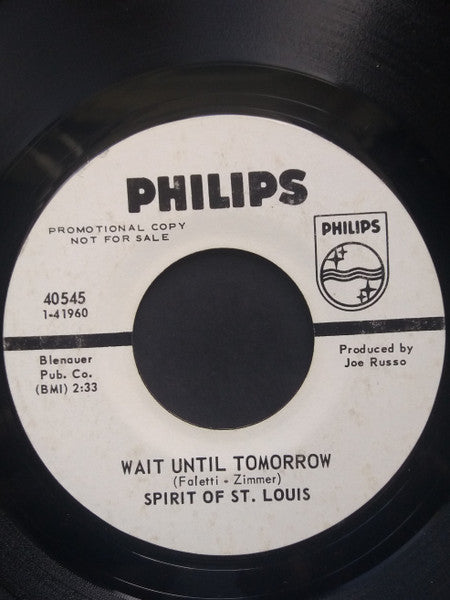 PHILIPS
PROMOTIONAL COPY
NOT FOR SALE
PHILIPS
40545
1-41960
Blenauer
Pub. Co.
(BMI) 2:33
Produced by
Joe Russo
WAIT UNTIL TOMORROW
(Faletti - Zimmer)
SPIRIT OF ST. LOUIS